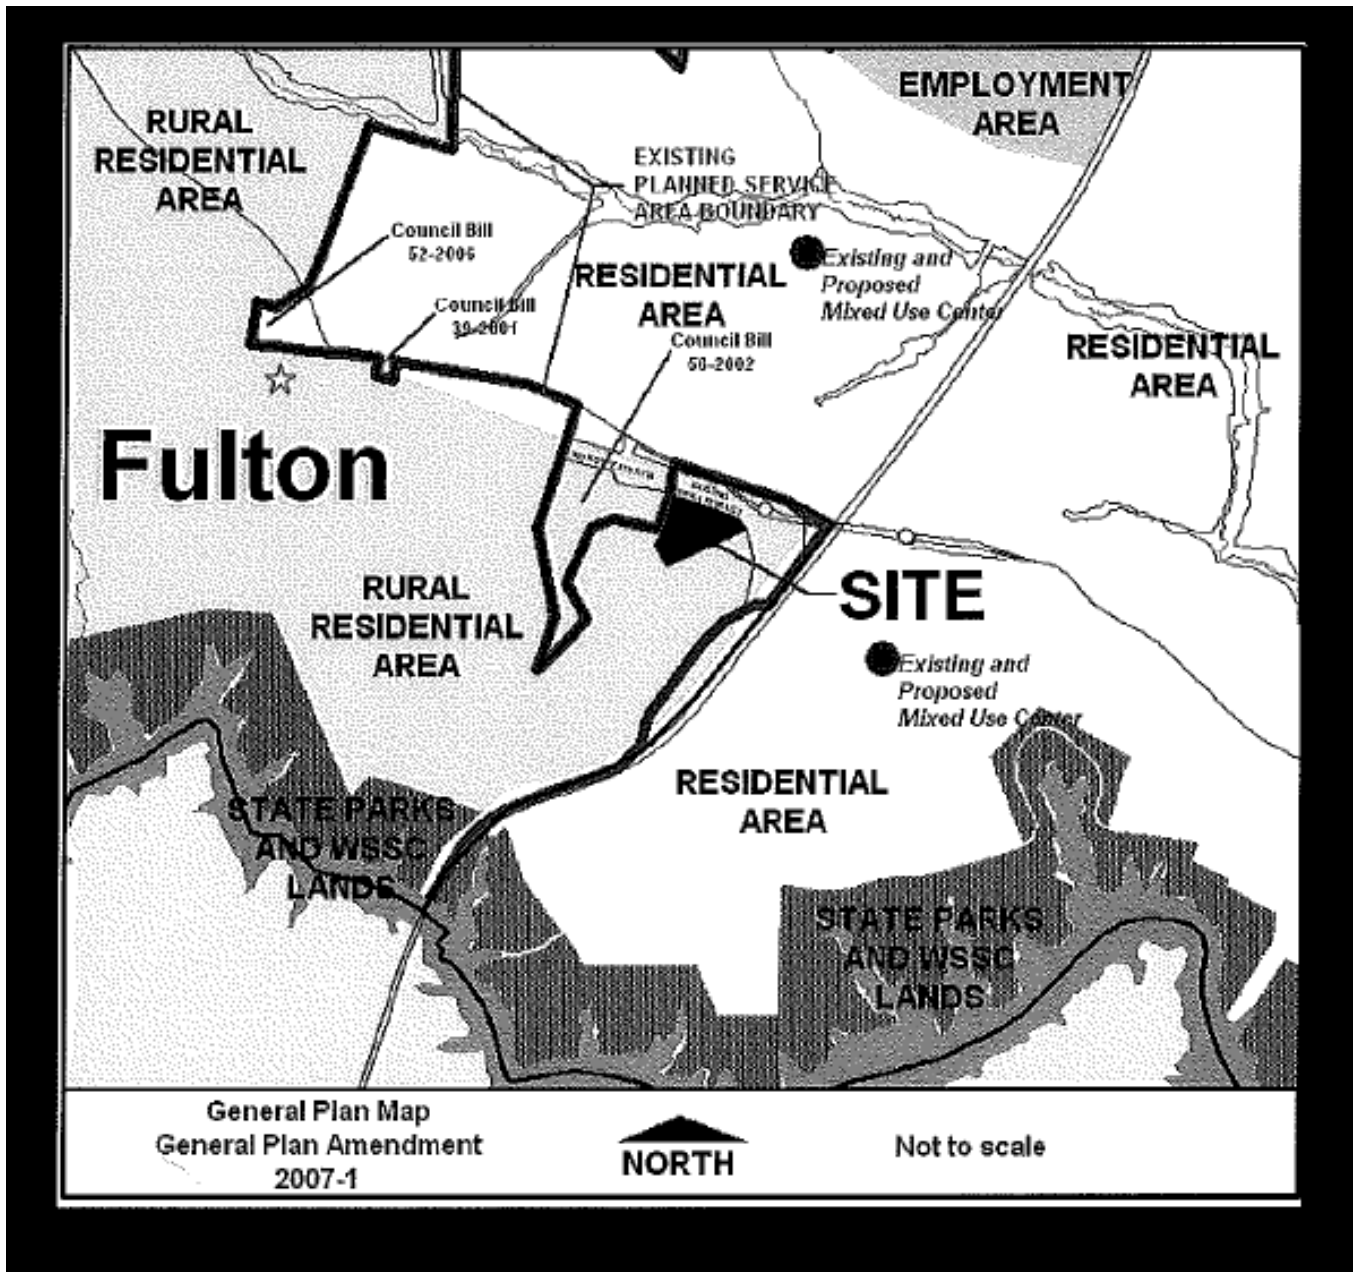 EMPLOYMENT
AREA
RURAL
RESIDENTIAL
AREA
EXISTING
PLANNED SERVICE
AREA BOUNDARY
Council Bill
52-2006
Existing and
Proposed
Mixed Use Center
RESIDENTIAL
AREA
Council Bill
39-2001
Council Bill
50-2002
RESIDENTIAL
AREA
Fulton
SITE
RURAL
RESIDENTIAL
AREA
Existing and
Proposed
Mixed Use Center
RESIDENTIAL
AREA
STATE PARKS
AND WSSC
LANDS
STATE PARKS
AND WSSC
LANDS
General Plan Map
General Plan Amendment
2007-1
NORTH
Not to scale